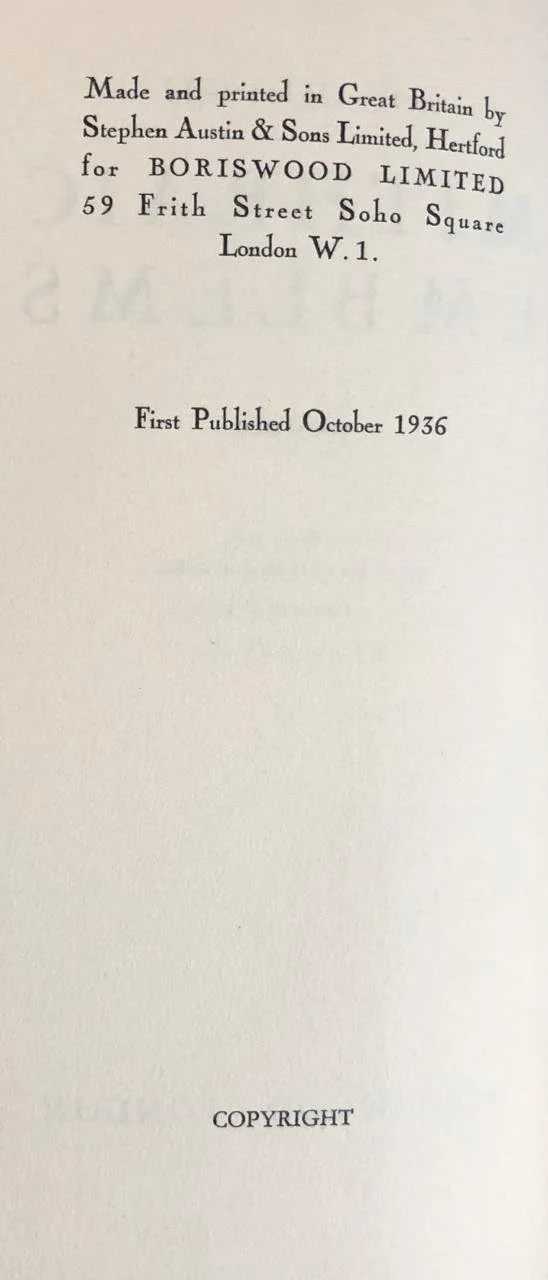 Made and printed in Great Britain by
Stephen Austin & Sons Limited, Hertford
for BORISWOOD LIMITED
59 Frith Street Soho Square
London W. 1.
First Published October 1936
COPYRIGHT